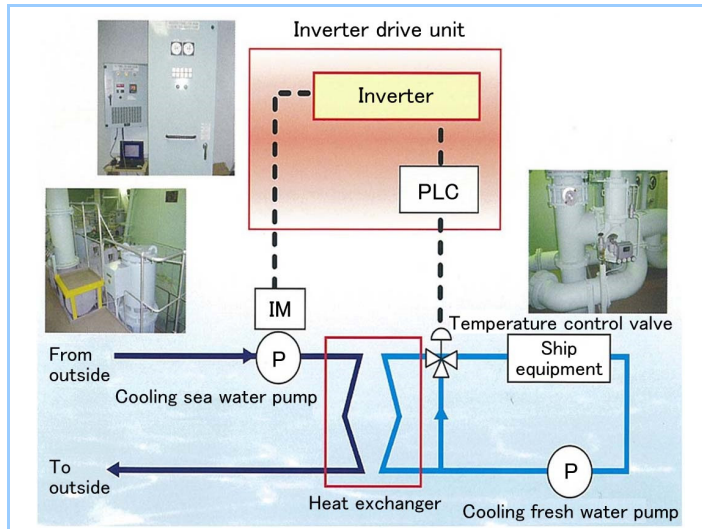 Inverter drive unit
Inverter
PLC
IM
Temperature control valve
From
outside
P
Ship
equipment
Cooling sea water pump
To
outside
P
Heat exchanger
Cooling fresh water pump